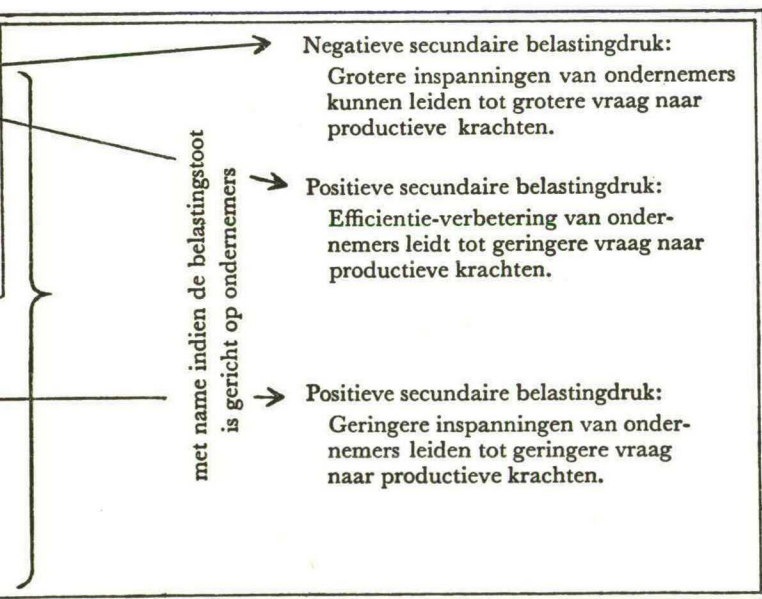 Negatieve secundaire belastingdruk:
Grotere inspanningen van ondernemers
kunnen leiden tot grotere vraag naar
productieve krachten.
met name indien de belastingstoot
is gericht op ondernemers
Positieve secundaire belastingdruk:
Efficientie-verbetering van onder-
nemers leidt tot geringere vraag naar
productieve krachten.
Positieve secundaire belastingdruk:
Geringere inspanningen van onder-
nemers leiden tot geringere vraag
naar productieve krachten.